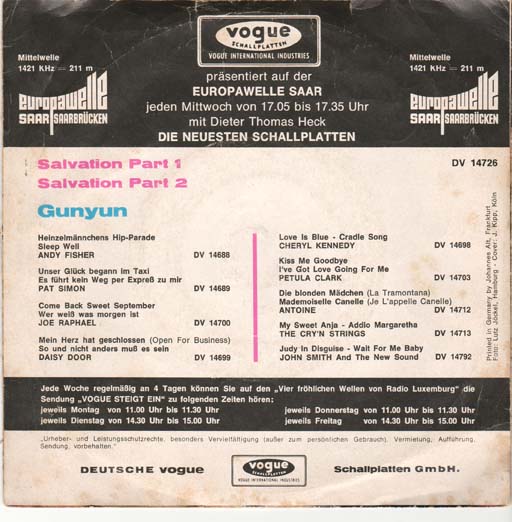 vogue
SCHALLPLATTEN
VOGUE INTERNATIONAL INDUSTRIES
präsentiert auf der
EUROPAWELLE SAAR
jeden Mittwoch von 17.05 bis 17.35 Uhr
mit Dieter Thomas Heck
DIE NEUESTEN SCHALLPLATTEN
Mittelwelle
1421 KHz = 211 m
europawelle
SAAR SAARBRÜCKEN
Mittelwelle
1421 KHz = 211 m
europawelle
SAAR SAARBRÜCKEN
Salvation Part 1
Salvation Part 2
DV 14726
Gunyun
Heinzelmännchens Hip-Parade
Sleep Well
ANDY FISHER DV 14688
Unser Glück begann im Taxi
Es führt kein Weg per Expreß zu mir
PAT SIMON DV 14689
Come Back Sweet September
Wer weiß was morgen ist
JOE RAPHAEL DV 14700
Mein Herz hat geschlossen (Open For Business)
So und nicht anders muß es sein
DAISY DOOR DV 14699
Love Is Blue - Cradle Song
CHERYL KENNEDY DV 14698
Kiss Me Goodbye
I've Got Love Going For Me
PETULA CLARK DV 14703
Die blonden Mädchen (La Tramontana)
Mademoiselle Canelle (Je L'appelle Canelle)
ANTOINE DV 14712
My Sweet Anja - Addio Margaretha
THE CRY'N STRINGS DV 14713
Judy In Disguise - Wait For Me Baby
JOHN SMITH And The New Sound DV 14792
Printed in Germany by Johannes Alt, Frankfurt
Foto: Lutz Jöckel, Hamburg - Cover: J. Kipp, Köln
Jede Woche regelmäßig an 4 Tagen können Sie auf den „Vier fröhlichen Wellen von Radio Luxemburg“ die
Sendung „VOGUE STEIGT EIN“ zu folgenden Zeiten hören:
jeweils Montag von 11.00 Uhr bis 11.30 Uhr jeweils Donnerstag von 11.00 Uhr bis 11.30 Uhr
jeweils Dienstag von 14.30 Uhr bis 15.00 Uhr jeweils Freitag von 14.30 Uhr bis 15.00 Uhr
„Urheber- und Leistungsschutzrechte, besonders Vervielfältigung (außer zum persönlichen Gebrauch), Vermietung, Aufführung,
Sendung, vorbehalten.“
DEUTSCHE vogue
vogue
SCHALLPLATTEN
VOGUE INTERNATIONAL INDUSTRIES
Schallplatten GmbH.